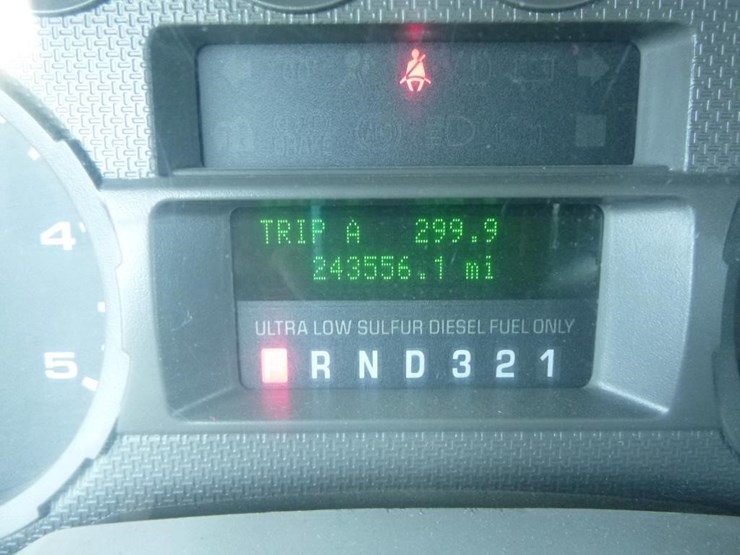 TRIP A 299.9
243556.1 mi
4
ULTRA LOW SULFUR DIESEL FUEL ONLY
P R N D 3 2 1
5